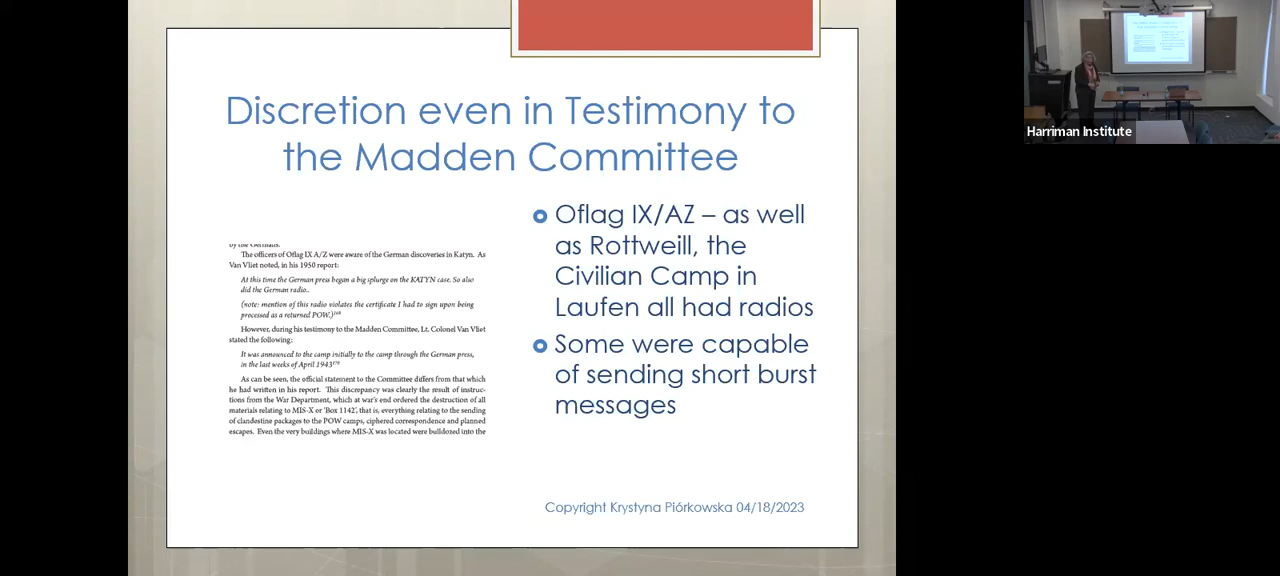 Discretion even in Testimony to
the Madden Committee
by the Germans.
The officers of Oflag IX A/Z were aware of the German discoveries in Katyn. As
Van Vliet noted, in his 1950 report:
At this time the German press began a big splurge on the KATYN case. So also
did the German radio..
(note: mention of this radio violates the certificate I had to sign upon being
processed as a returned POW.)¹⁶⁸
However, during his testimony to the Madden Committee, Lt. Colonel Van Vliet
stated the following:
It was announced to the camp initially to the camp through the German press,
in the last weeks of April 1943
As can be seen, the official statement to the Committee differs from that which
he had written in his report. This discrepancy was clearly the result of instruc-
tions from the War Department, which at war's end ordered the destruction of all
materials relating to MIS-X or 'Box 1142', that is, everything relating to the sending
of clandestine packages to the POW camps, ciphered correspondence and planned
escapes. Even the very buildings where MIS-X was located were bulldozed into the
Oflag IX/AZ – as well
as Rottweill, the
Civilian Camp in
Laufen all had radios
Some were capable
of sending short burst
messages
Copyright Krystyna Piórkowska 04/18/2023
Harriman Institute